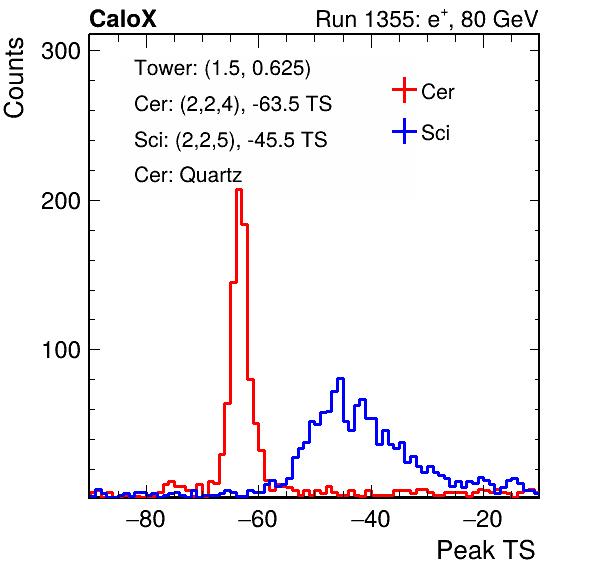 CaloX Run 1355: e⁺, 80 GeV
Counts
300
Tower: (1.5, 0.625)
Cer: (2,2,4), -63.5 TS
Sci: (2,2,5), -45.5 TS
Cer: Quartz
Cer
Sci
200
100
−80 −60 −40 −20
Peak TS